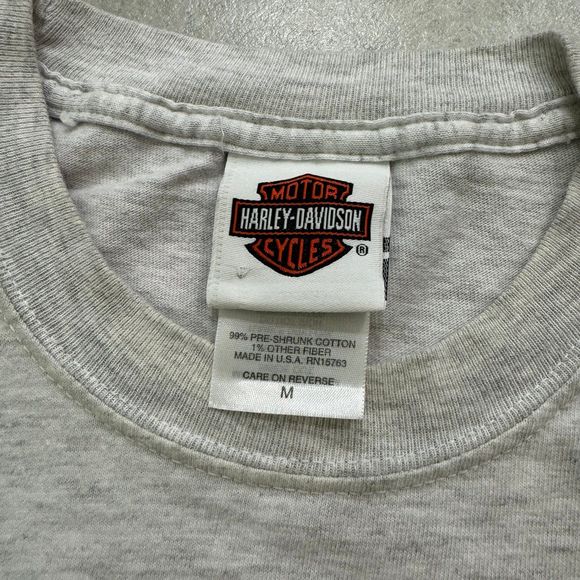 MOTOR
HARLEY-DAVIDSON
CYCLES
®
99% PRE-SHRUNK COTTON
1% OTHER FIBER
MADE IN U.S.A. RN15763
CARE ON REVERSE
M